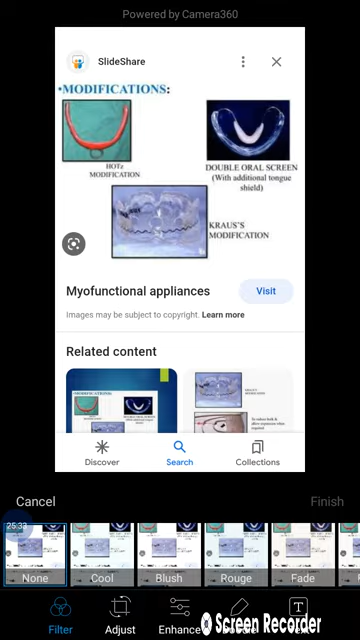 Powered by Camera360
SlideShare
•MODIFICATIONS:
HOTz
MODIFICATION
DOUBLE ORAL SCREEN
(With additional tongue
shield)
KRAUS'S
MODIFICATION
Myofunctional appliances
Visit
Images may be subject to copyright. Learn more
Related content
Discover
Search
Collections
Cancel
Finish
25:33
None
Cool
Blush
Rouge
Fade
Filter
Adjust
Enhance
Screen Recorder